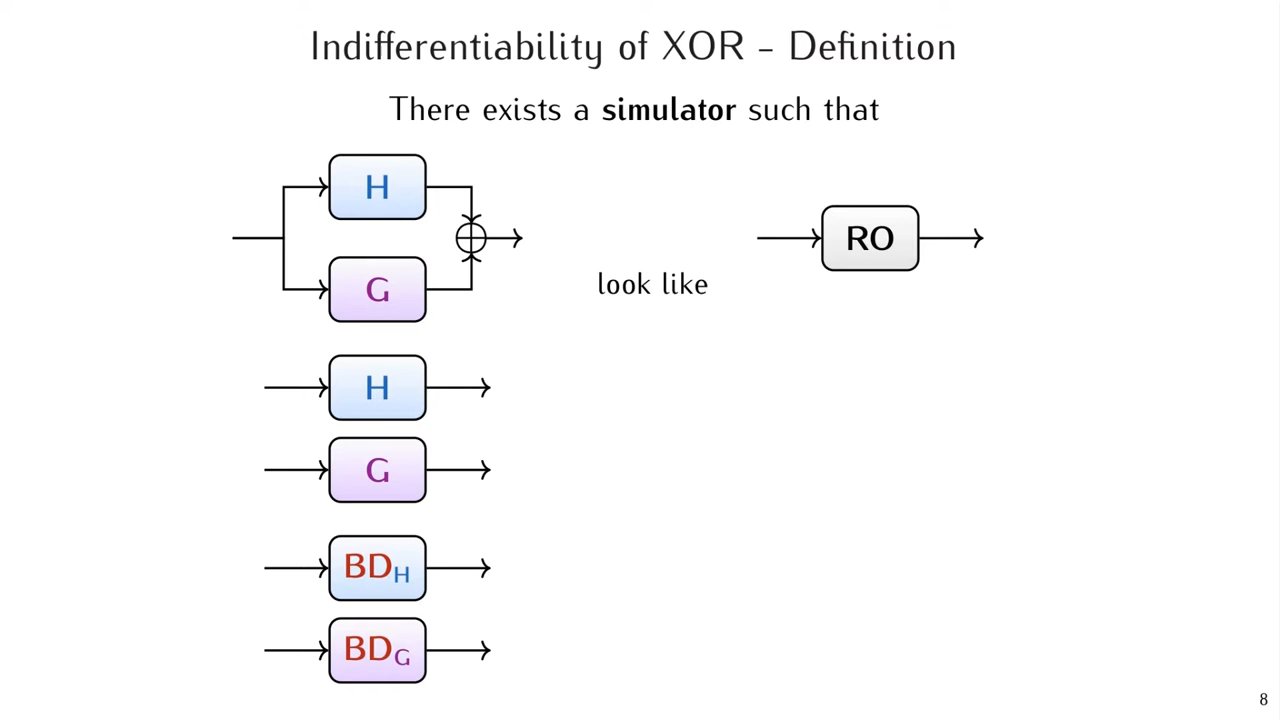 Indifferentiability of XOR – Definition
There exists a simulator such that
H
G
RO
look like
H
G
BD_H
BD_G
8